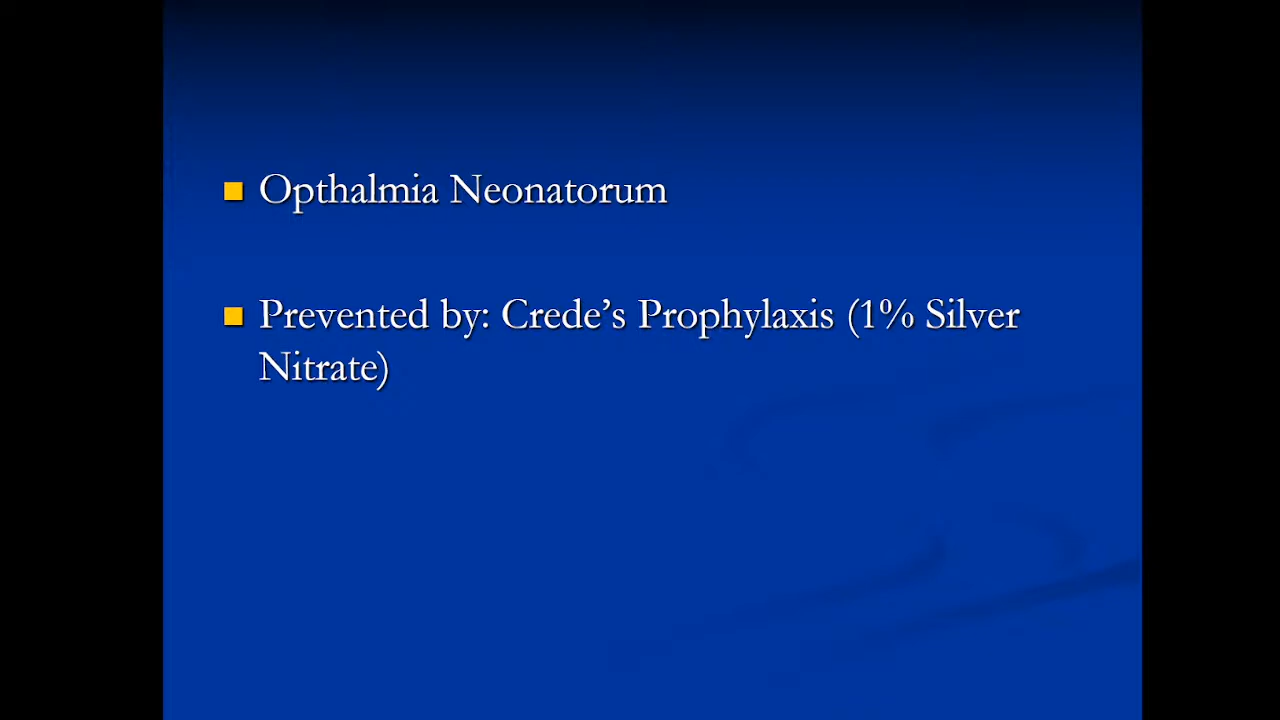 Opthalmia Neonatorum
Prevented by: Crede’s Prophylaxis (1% Silver
Nitrate)